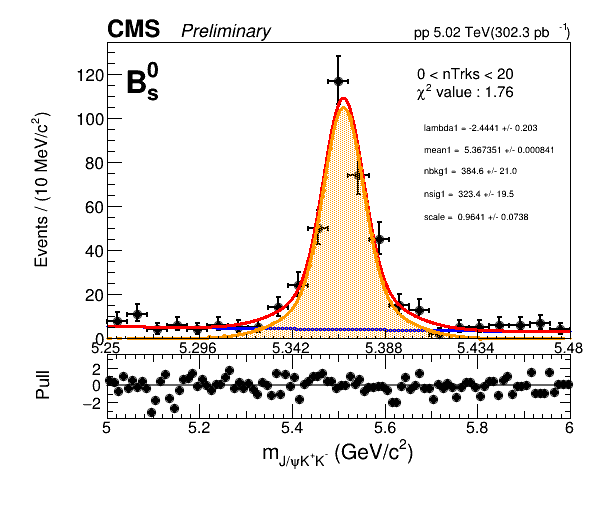 CMS Preliminary pp 5.02 TeV(302.3 pb⁻¹)
B⁰ₛ
0 < nTrks < 20
χ² value : 1.76
lambda1 = -2.4441 +/- 0.203
mean1 = 5.367351 +/- 0.000841
nbkg1 = 384.6 +/- 21.0
nsig1 = 323.4 +/- 19.5
scale = 0.9641 +/- 0.0738
Events / (10 MeV/c²)
120
100
80
60
40
20
0
5.25 5.296 5.342 5.388 5.434 5.48
Pull
2
0
−2
5 5.2 5.4 5.6 5.8 6
m_J/ψK⁺K⁻ (GeV/c²)